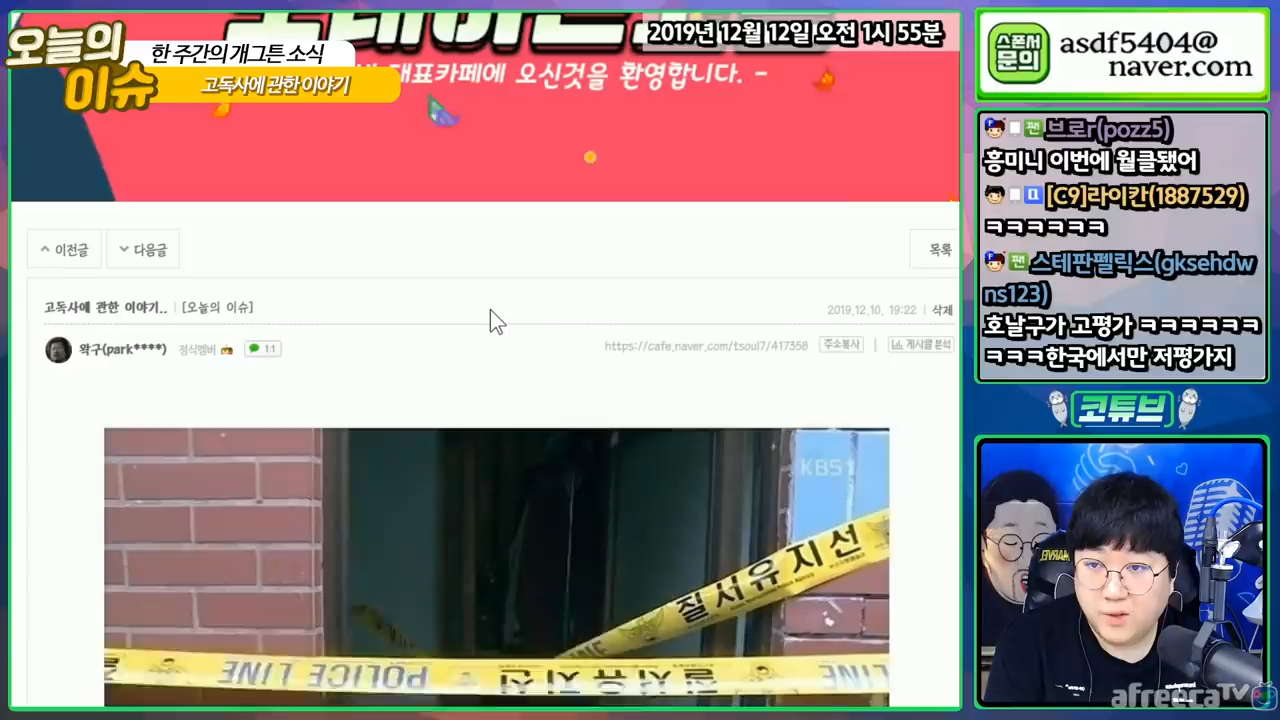 오늘의
이슈
한 주간의 개그튼 소식
고독사에 관한 이야기
2019년 12월 12일 오전 1시 55분
대표카페에 오신것을 환영합니다. -
이전글
다음글
목록
고독사에 관한 이야기.. | [오늘의 이슈]
2019.12.10. 19:22 | 삭제
왁구(park****) 정식멤버 1:1
https://cafe.naver.com/tsoul7/417358 주소복사 | 게시글 분석
KBS1
질서유지선
POLICE LINE
질서유지선
스폰서
문의
asdf5404@
naver.com
팬 브로r(pozz5)
흥미니 이번에 월클됐어
[C9]라이칸(1887529)
ㅋㅋㅋㅋㅋㅋ
팬 스테판펠릭스(gksehdw
ns123)
호날구가 고평가 ㅋㅋㅋㅋㅋㅋ
ㅋㅋㅋ한국에서만 저평가지
코튜브
MARVEL
afreecaTV